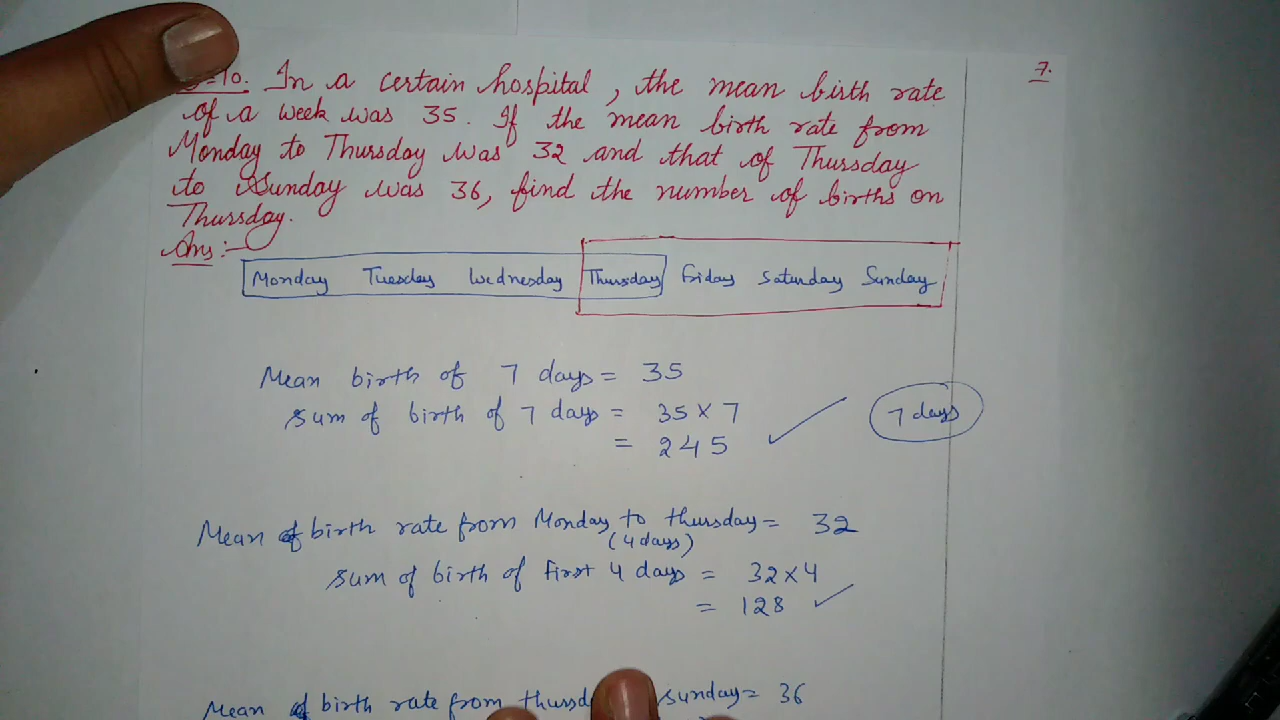 7.
=10. In a certain hospital, the mean birth rate
of a week was 35. If the mean birth rate from
Monday to Thursday was 32 and that of Thursday
to Sunday was 36, find the number of births on
Thursday.
Ans:-
Monday Tuesday Wednesday Thursday Friday Saturday Sunday
Mean birth of 7 days = 35
sum of birth of 7 days = 35 × 7
= 245
7 days
Mean of birth rate from Monday to thursday = 32
(4 days)
sum of birth of first 4 days = 32 × 4
= 128
Mean of birth rate from sunday = 36